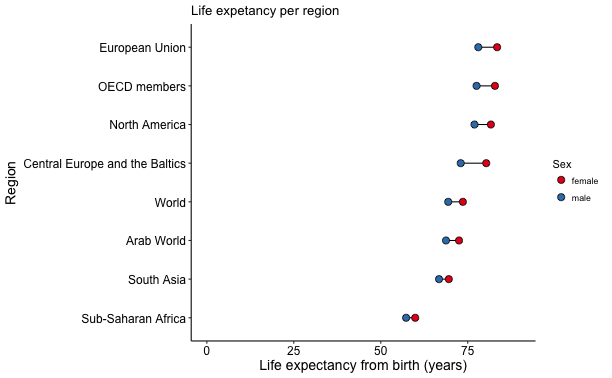 Life expetancy per region
European Union
OECD members
North America
Central Europe and the Baltics
World
Arab World
South Asia
Sub-Saharan Africa
Region
0 25 50 75
Life expectancy from birth (years)
Sex
female
male